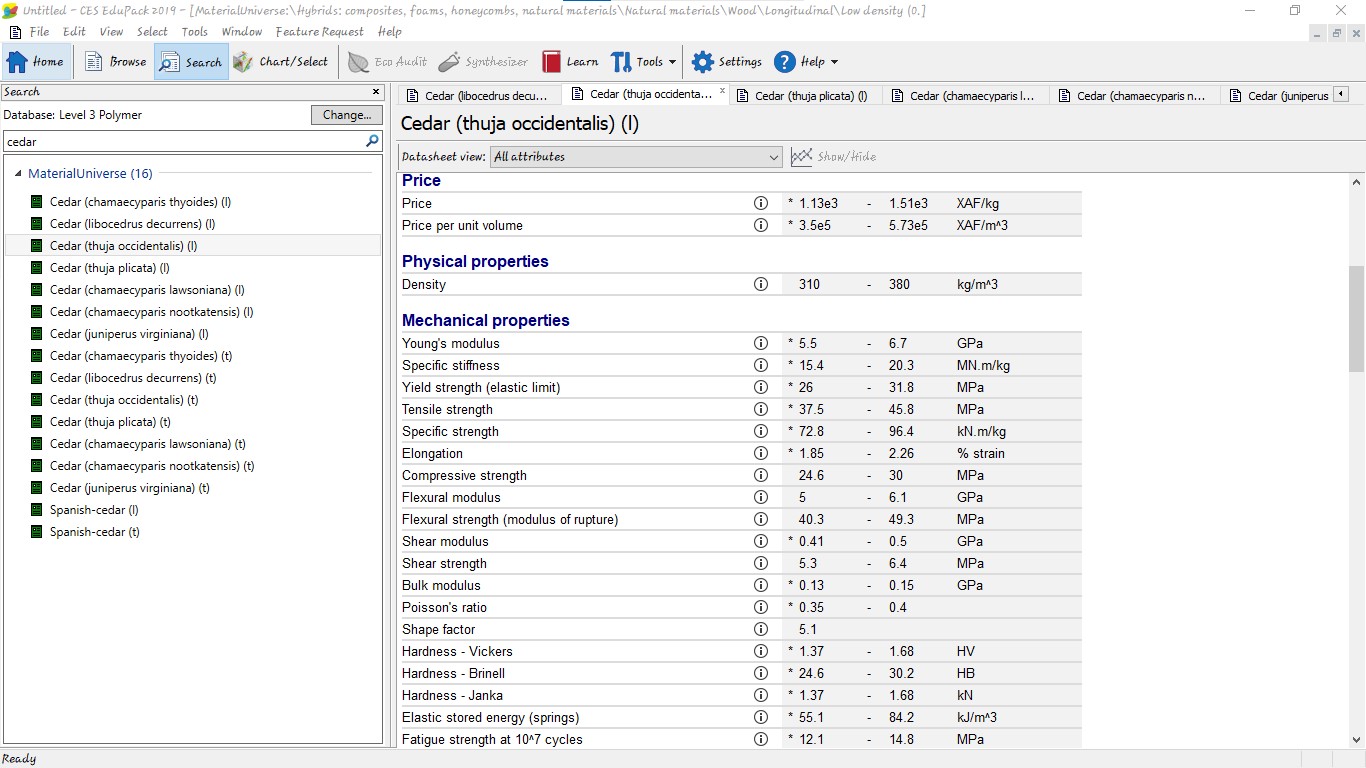 Untitled - CES EduPack 2019 - [MaterialUniverse:\Hybrids: composites, foams, honeycombs, natural materials\Natural materials\Wood\Longitudinal\Low density (0.]
File Edit View Select Tools Window Feature Request Help
Home Browse Search Chart/Select Eco Audit Synthesizer Learn Tools Settings Help
Search
Database: Level 3 Polymer Change...
cedar
MaterialUniverse (16)
Cedar (chamaecyparis thyoides) (l)
Cedar (libocedrus decurrens) (l)
Cedar (thuja occidentalis) (l)
Cedar (thuja plicata) (l)
Cedar (chamaecyparis lawsoniana) (l)
Cedar (chamaecyparis nootkatensis) (l)
Cedar (juniperus virginiana) (l)
Cedar (chamaecyparis thyoides) (t)
Cedar (libocedrus decurrens) (t)
Cedar (thuja occidentalis) (t)
Cedar (thuja plicata) (t)
Cedar (chamaecyparis lawsoniana) (t)
Cedar (chamaecyparis nootkatensis) (t)
Cedar (juniperus virginiana) (t)
Spanish-cedar (l)
Spanish-cedar (t)
Cedar (libocedrus decu... Cedar (thuja occidenta... Cedar (thuja plicata) (l) Cedar (chamaecyparis l... Cedar (chamaecyparis n... Cedar (juniperus
Cedar (thuja occidentalis) (l)
Datasheet view: All attributes Show/Hide
Price
Price * 1.13e3 - 1.51e3 XAF/kg
Price per unit volume * 3.5e5 - 5.73e5 XAF/m^3
Physical properties
Density 310 - 380 kg/m^3
Mechanical properties
Young's modulus * 5.5 - 6.7 GPa
Specific stiffness * 15.4 - 20.3 MN.m/kg
Yield strength (elastic limit) * 26 - 31.8 MPa
Tensile strength * 37.5 - 45.8 MPa
Specific strength * 72.8 - 96.4 kN.m/kg
Elongation * 1.85 - 2.26 % strain
Compressive strength 24.6 - 30 MPa
Flexural modulus 5 - 6.1 GPa
Flexural strength (modulus of rupture) 40.3 - 49.3 MPa
Shear modulus * 0.41 - 0.5 GPa
Shear strength 5.3 - 6.4 MPa
Bulk modulus * 0.13 - 0.15 GPa
Poisson's ratio * 0.35 - 0.4
Shape factor 5.1
Hardness - Vickers * 1.37 - 1.68 HV
Hardness - Brinell * 24.6 - 30.2 HB
Hardness - Janka * 1.37 - 1.68 kN
Elastic stored energy (springs) * 55.1 - 84.2 kJ/m^3
Fatigue strength at 10^7 cycles * 12.1 - 14.8 MPa
Ready